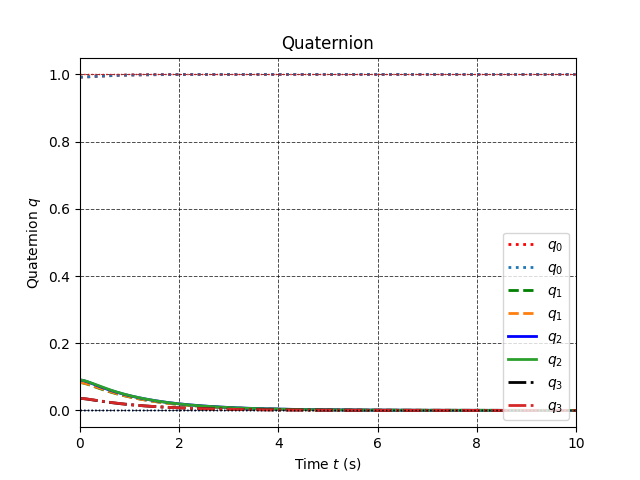 Quaternion
1.0
0.8
0.6
0.4
0.2
0.0
Quaternion q
q₀
q₀
q₁
q₁
q₂
q₂
q₃
q₃
0 2 4 6 8 10
Time t (s)